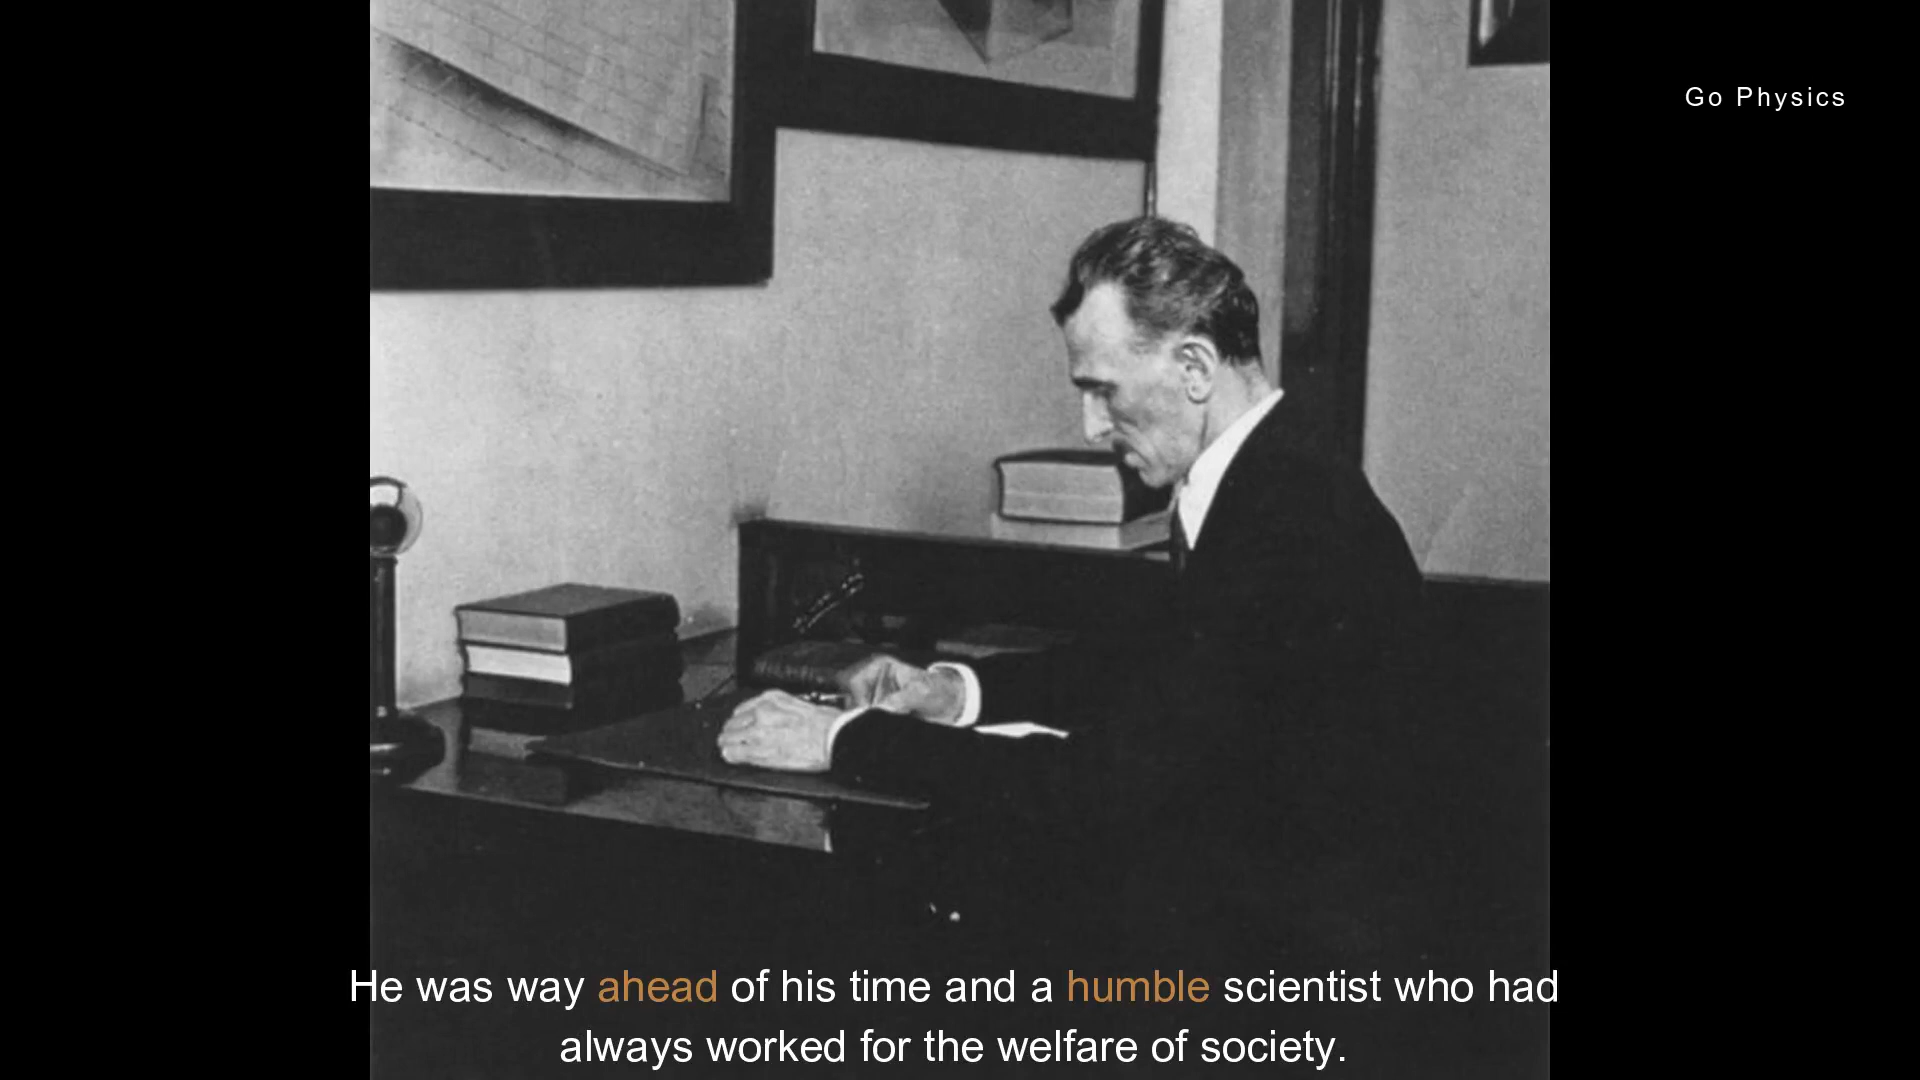 Go Physics
He was way ahead of his time and a humble scientist who had
always worked for the welfare of society.